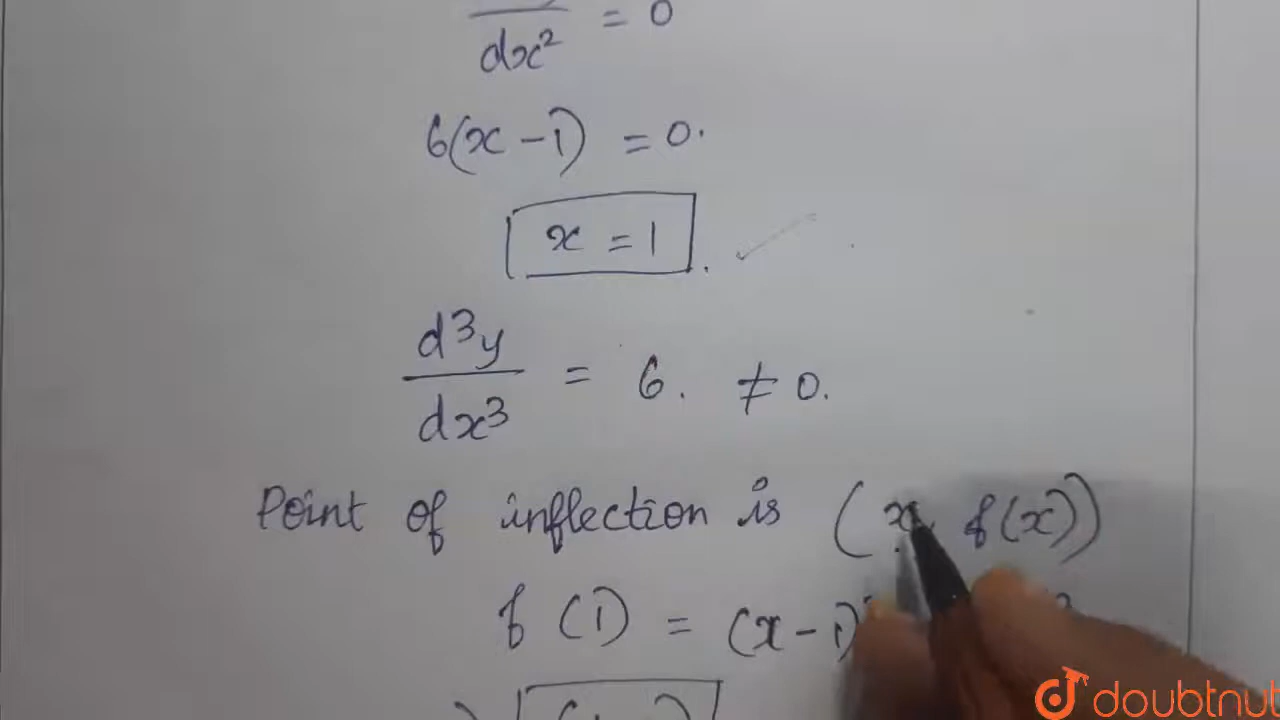 dx² = 0
6(x - 1) = 0.
x = 1 .
d³y
dx³ = 6. ≠ 0.
Point of inflection is (x, f(x))
f (1) = (x - 1)
doubtnut